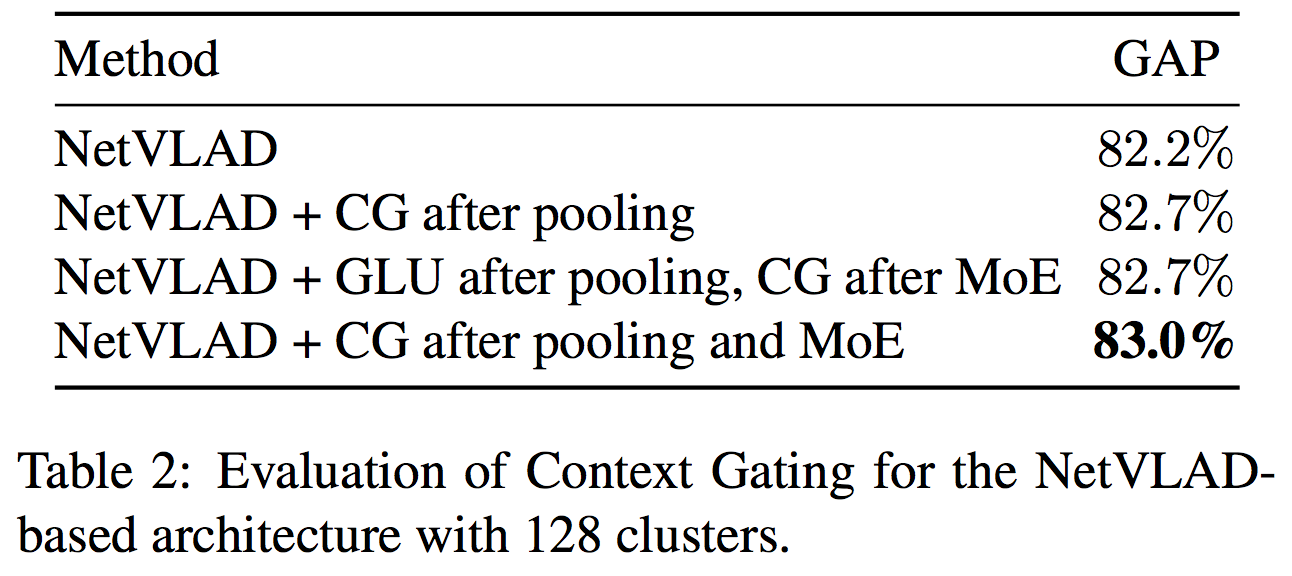 Method GAP
NetVLAD 82.2%
NetVLAD + CG after pooling 82.7%
NetVLAD + GLU after pooling, CG after MoE 82.7%
NetVLAD + CG after pooling and MoE 83.0%
Table 2: Evaluation of Context Gating for the NetVLAD-
based architecture with 128 clusters.